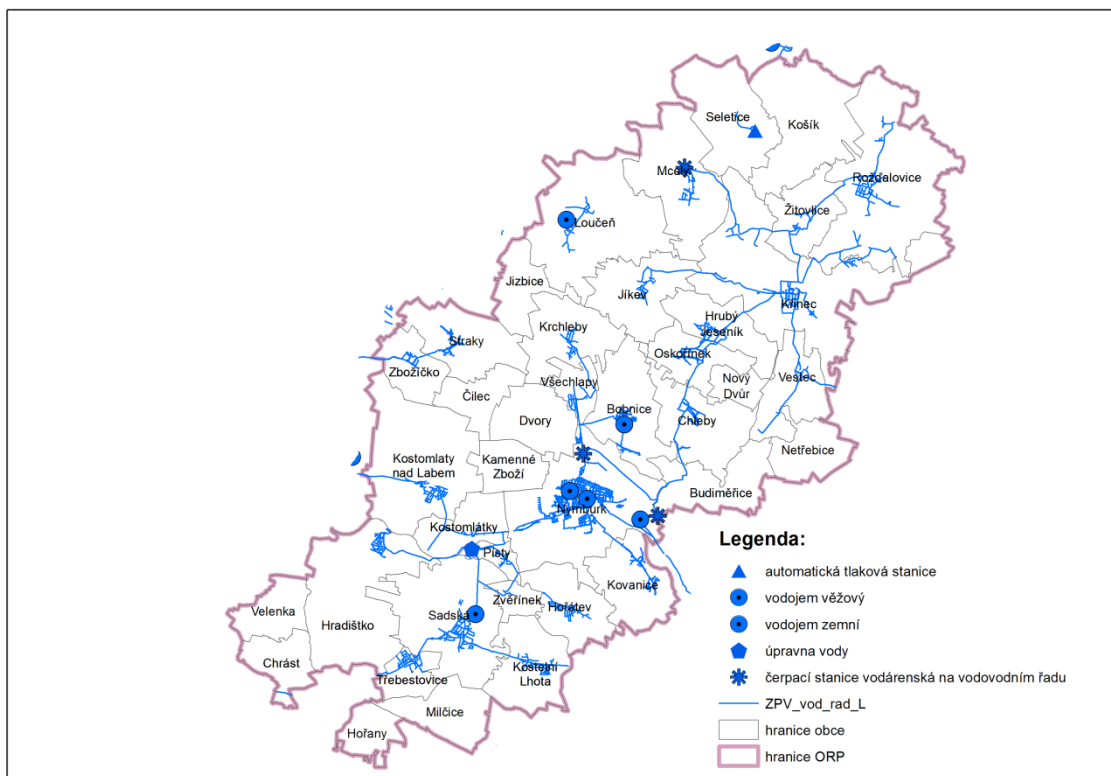 Seletice
Košík
Mcely
Rožďalovice
Žitovlice
Loučeň
Jizbice
Jíkev
Křinec
Hrubý
Jeseník
Krchleby
Straky
Oskořínek
Zbožíčko
Všechlapy
Nový
Dvůr
Vestec
Čilec
Bobnice
Dvory
Chleby
Netřebice
Kostomlaty
nad Labem
Kamenné
Zboží
Budiměřice
Nymburk
Kostomlátky
Písty
Kovanice
Zvěřínek
Hořátev
Velenka
Hradištko
Sadská
Chrást
Kostelní
Lhota
Třebestovice
Milčice
Hořany
Legenda:
automatická tlaková stanice
vodojem věžový
vodojem zemní
úpravna vody
čerpací stanice vodárenská na vodovodním řadu
ZPV_vod_rad_L
hranice obce
hranice ORP